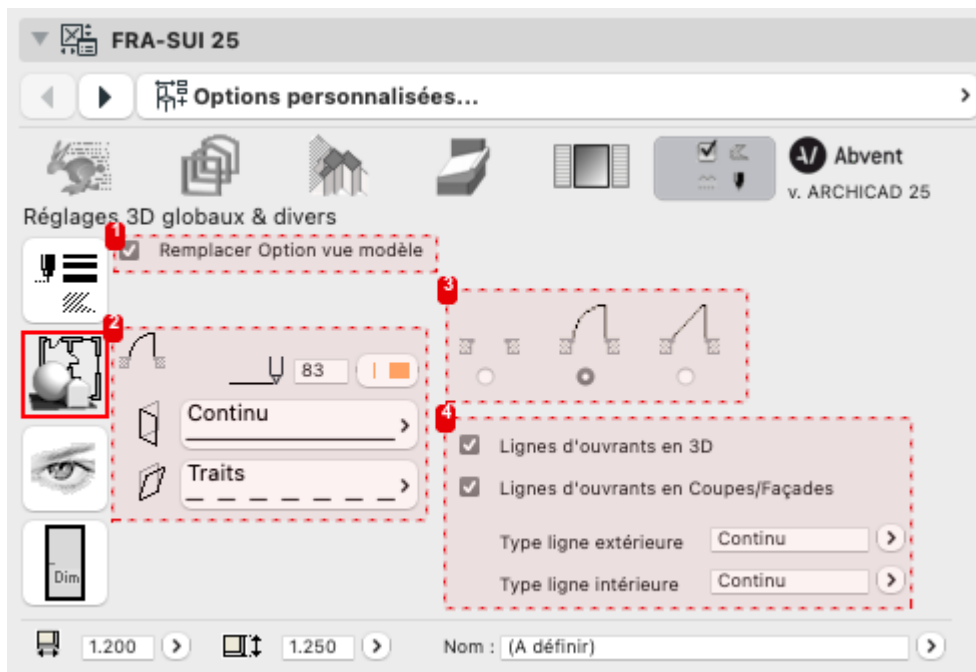 FRA-SUI 25
Options personnalisées...
Abvent
v. ARCHICAD 25
Réglages 3D globaux & divers
1
Remplacer Option vue modèle
2
3
83
4
Continu
Lignes d'ouvrants en 3D
Traits
Lignes d'ouvrants en Coupes/Façades
Type ligne extérieure Continu
Dim
Type ligne intérieure Continu
1.200 1.250 Nom : (A définir)